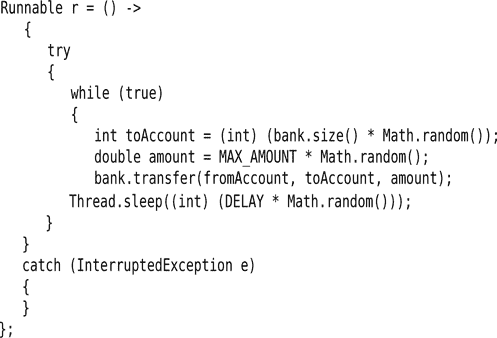 Runnable r = () ->
{
try
{
while (true)
{
int toAccount = (int) (bank.size() * Math.random());
double amount = MAX_AMOUNT * Math.random();
bank.transfer(fromAccount, toAccount, amount);
Thread.sleep((int) (DELAY * Math.random()));
}
}
catch (InterruptedException e)
{
}
};